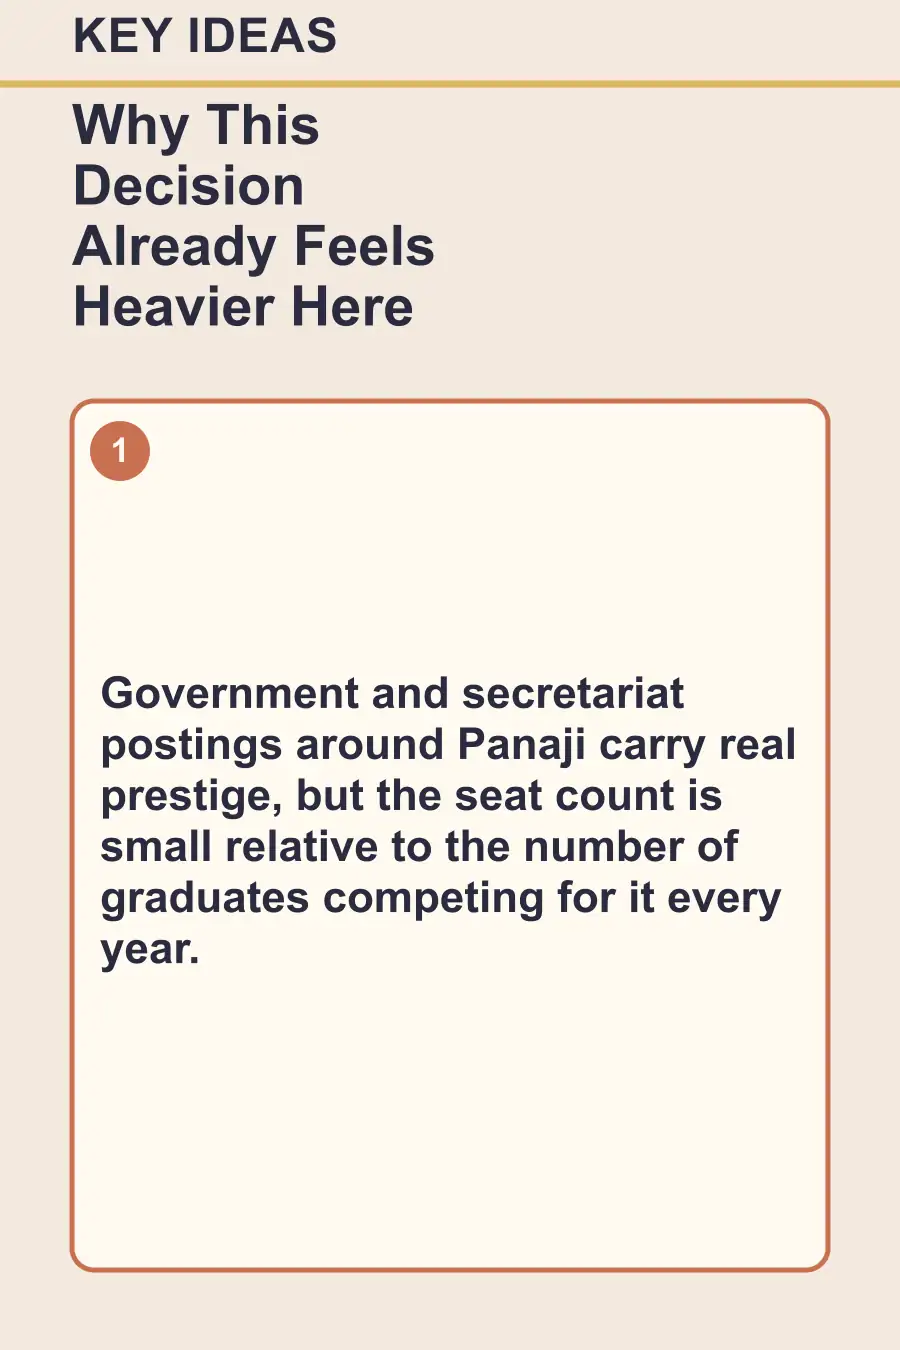 KEY IDEAS
Why This
Decision
Already Feels
Heavier Here
1
Government and secretariat
postings around Panaji carry real
prestige, but the seat count is
small relative to the number of
graduates competing for it every
year.